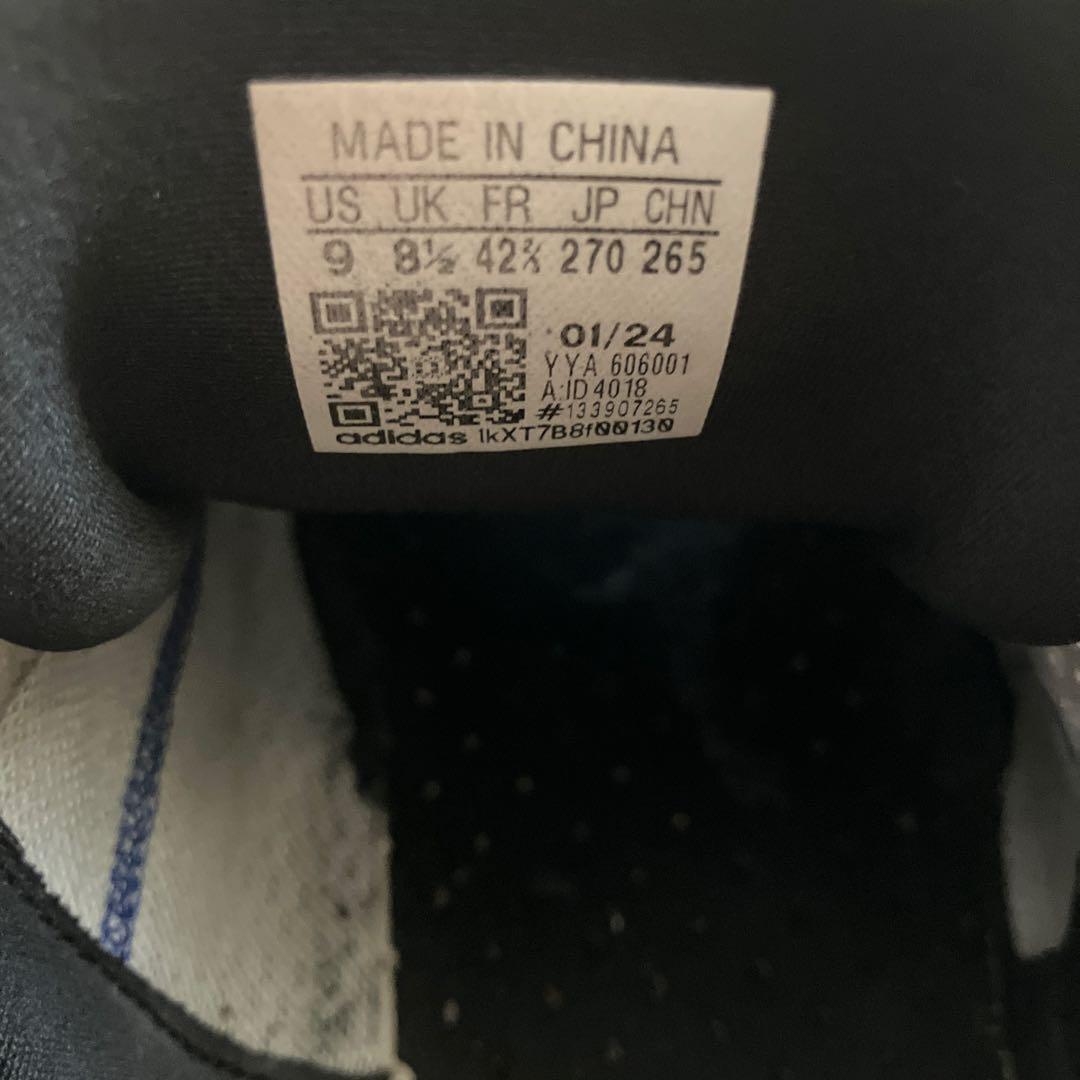 MADE IN CHINA
US UK FR JP CHN
9 8½ 42⅔ 270 265
01/24
YYA 606001
A:ID4018
#133907265
adidas 1kXT7B8f00130